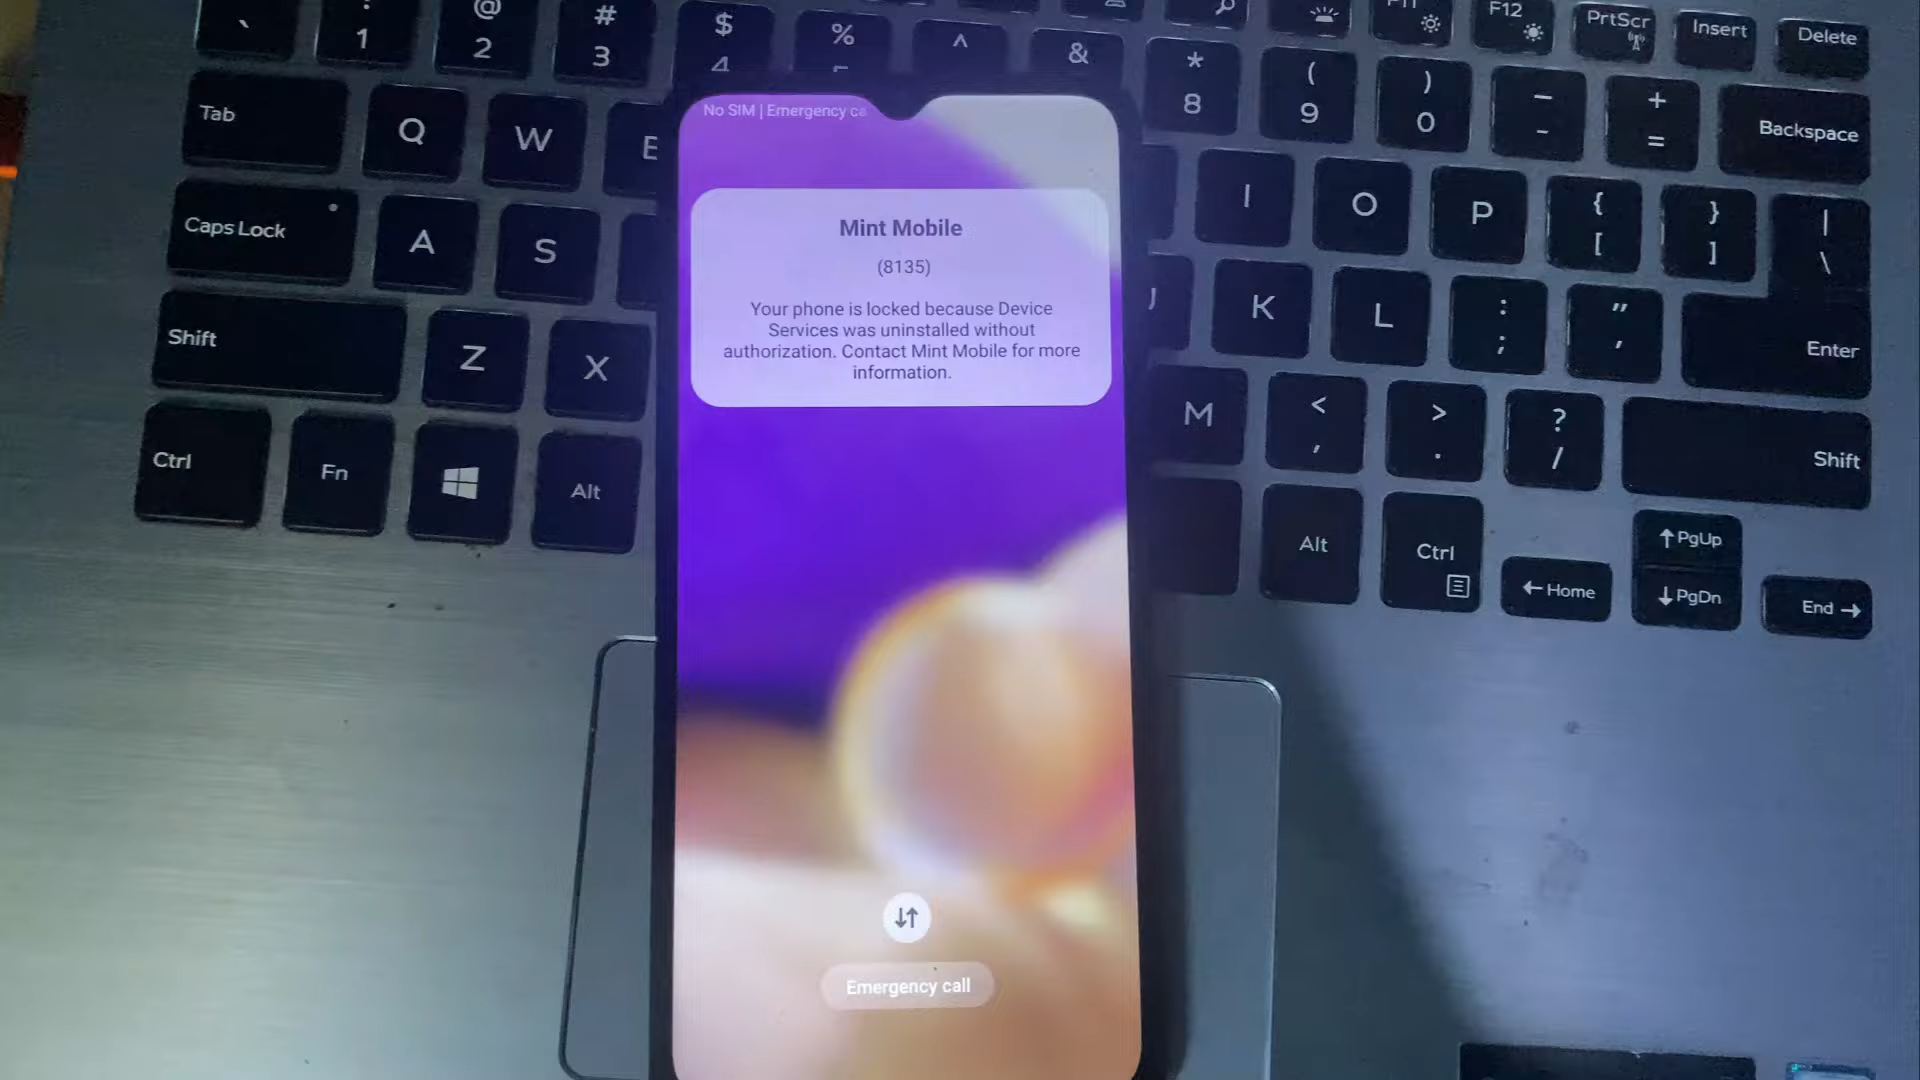 @ # $ % ^ & F11 F12 PrtScr Insert Delete
` 1 2 3 4
* ( )
8 9 0 - = + Backspace
Tab Q W E
I O P { [ } ] | \
Caps Lock A S
J K L : ; " ' Enter
Shift Z X
M < , > . ? / Shift
Ctrl Fn Alt
Alt Ctrl Home PgUp PgDn End
No SIM | Emergency ca
Mint Mobile
(8135)
Your phone is locked because Device
Services was uninstalled without
authorization. Contact Mint Mobile for more
information.
Emergency call